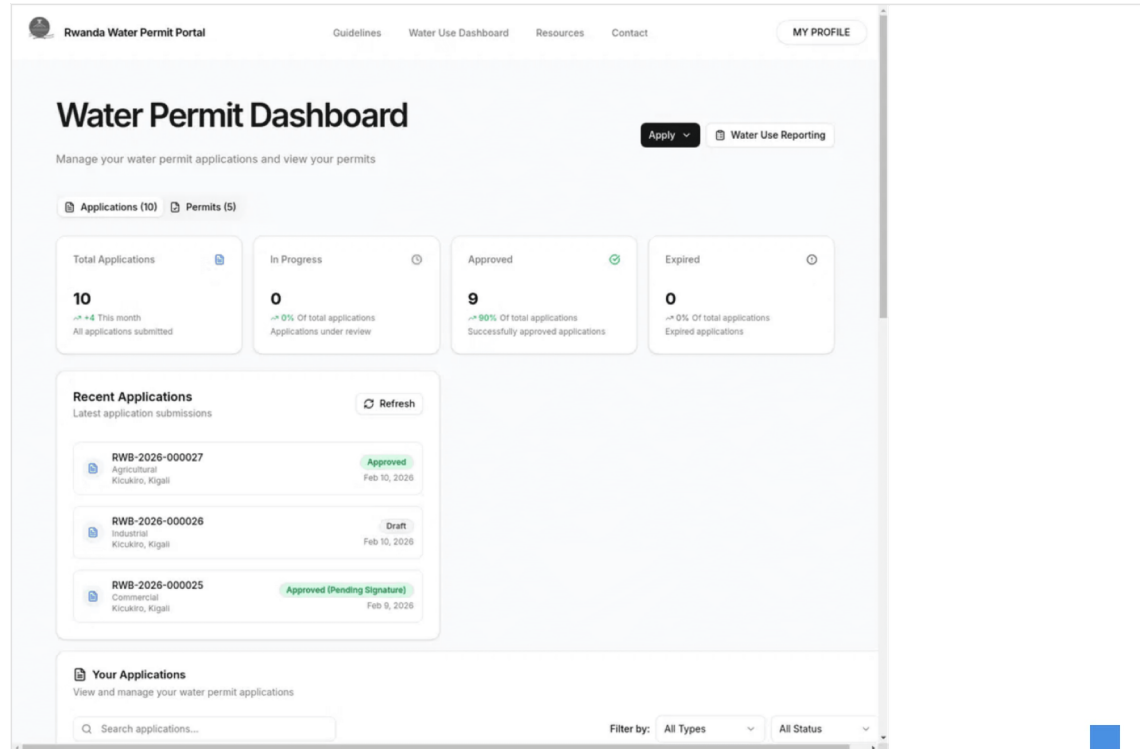 Rwanda Water Permit Portal
Guidelines
Water Use Dashboard
Resources
Contact
MY PROFILE
Water Permit Dashboard
Manage your water permit applications and view your permits
Apply
Water Use Reporting
Applications (10)
Permits (5)
Total Applications
10
+4 This month
All applications submitted
In Progress
0
0% Of total applications
Applications under review
Approved
9
90% Of total applications
Successfully approved applications
Expired
0
0% Of total applications
Expired applications
Recent Applications
Latest application submissions
Refresh
RWB-2026-000027
Agricultural
Kicukiro, Kigali
Approved
Feb 10, 2026
RWB-2026-000026
Industrial
Kicukiro, Kigali
Draft
Feb 10, 2026
RWB-2026-000025
Commercial
Kicukiro, Kigali
Approved (Pending Signature)
Feb 9, 2026
Your Applications
View and manage your water permit applications
Search applications...
Filter by:
All Types
All Status